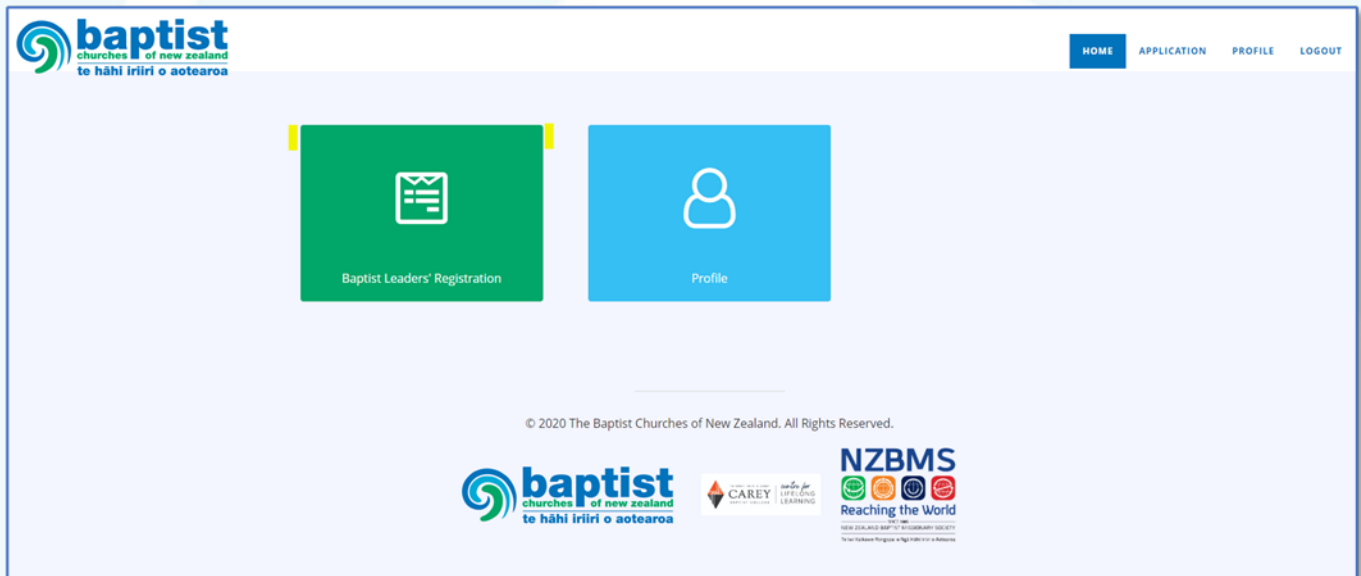 baptist
churches of new zealand
te hāhi iriiri o aotearoa
HOME APPLICATION PROFILE LOGOUT
Baptist Leaders' Registration
Profile
© 2020 The Baptist Churches of New Zealand. All Rights Reserved.
baptist
churches of new zealand
te hāhi iriiri o aotearoa
CAREY
BAPTIST COLLEGE
centre for
LIFELONG
LEARNING
NZBMS
Reaching the World
NEW ZEALAND BAPTIST MISSIONARY SOCIETY